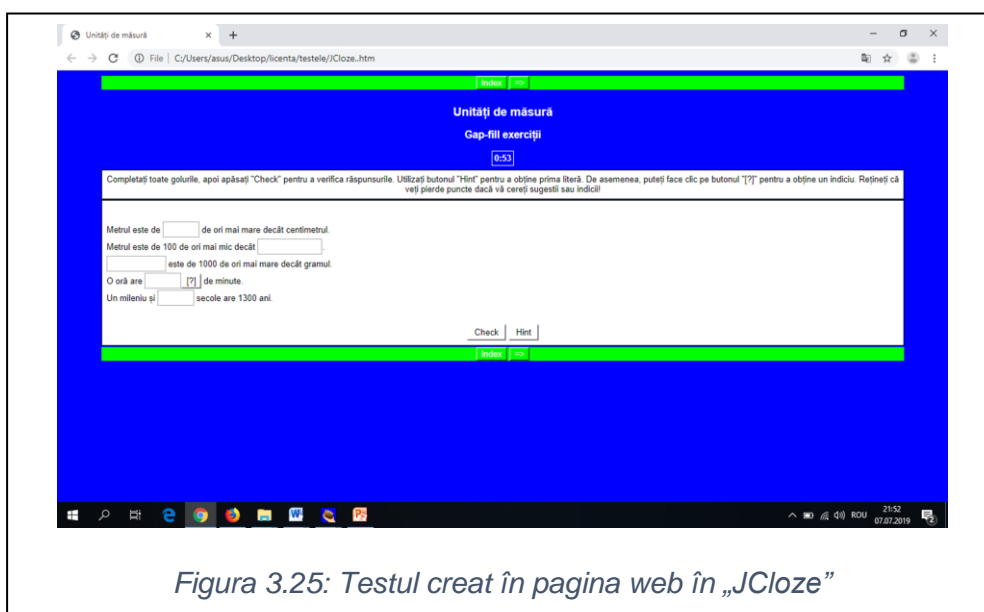 Unități de măsură
File | C:/Users/asus/Desktop/licenta/testele/JCloze..htm
Index =>
Unități de măsură
Gap-fill exerciții
0:53
Completați toate golurile, apoi apăsați "Check" pentru a verifica răspunsurile. Utilizați butonul "Hint" pentru a obține prima literă. De asemenea, puteți face clic pe butonul "[?]" pentru a obține un indiciu. Rețineți că
veți pierde puncte dacă vă cereți sugestii sau indicii!
Metrul este de de ori mai mare decât centimetrul.
Metrul este de 100 de ori mai mic decât .
este de 1000 de ori mai mare decât gramul.
O oră are [?] de minute.
Un mileniu și secole are 1300 ani.
Check Hint
Index =>
ROU 21:52
07.07.2019
Figura 3.25: Testul creat în pagina web în „JCloze”